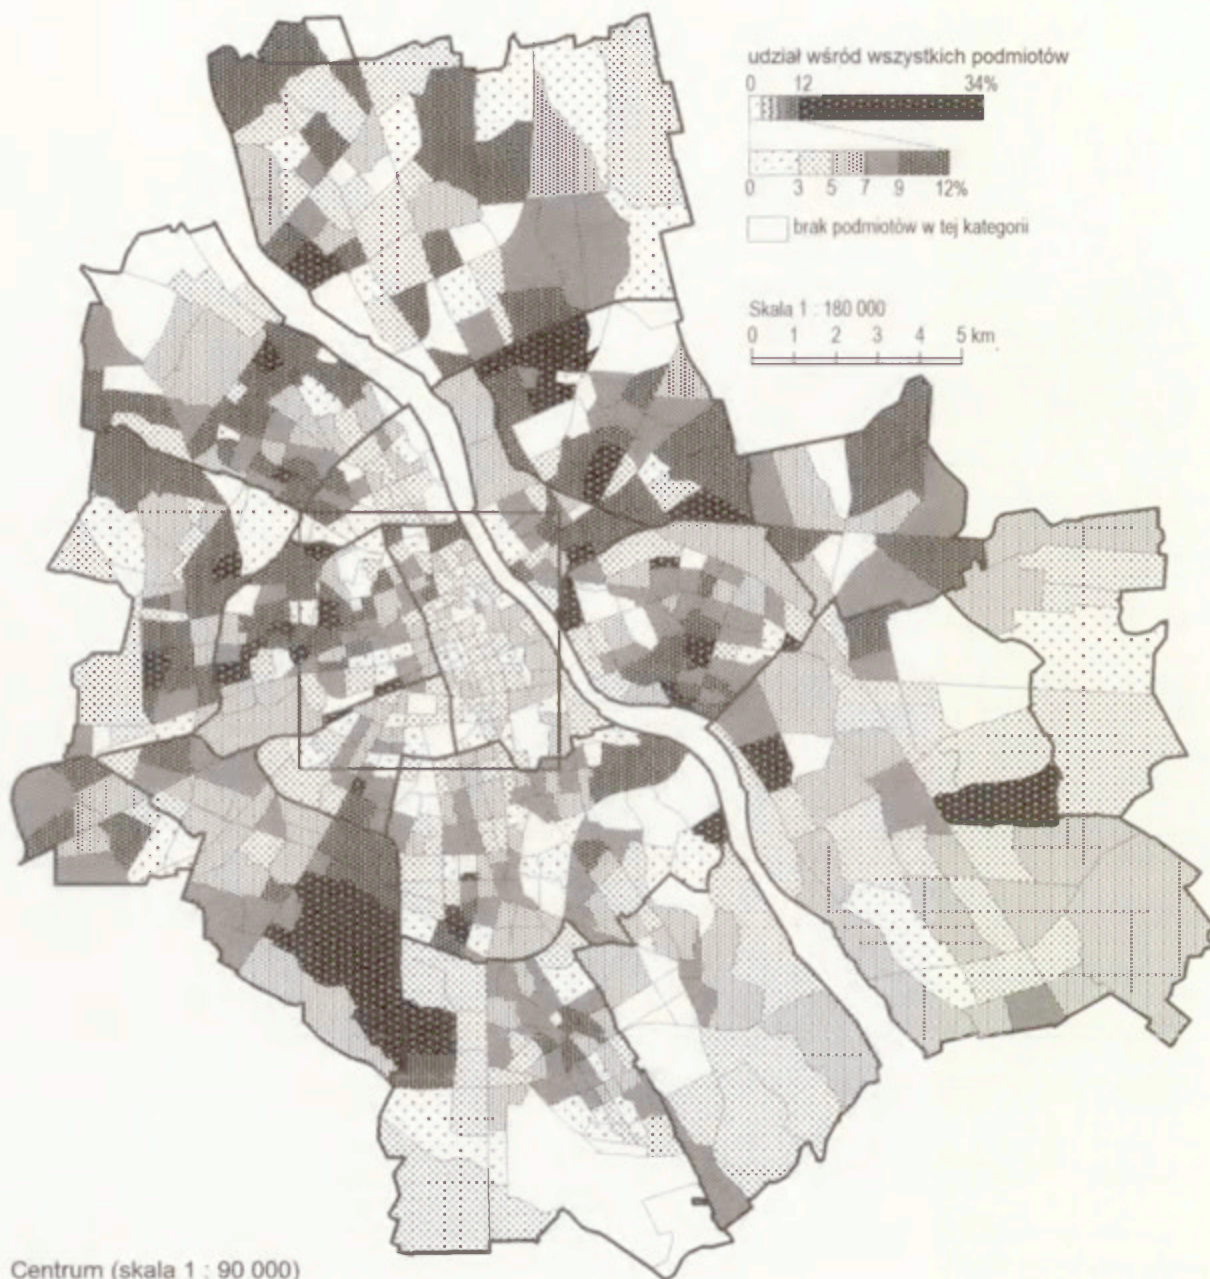 udział wśród wszystkich podmiotów
0 12 34%
0 3 5 7 9 12%
brak podmiotów w tej kategorii
Skala 1 : 180 000
0 1 2 3 4 5 km
Centrum (skala 1 : 90 000)